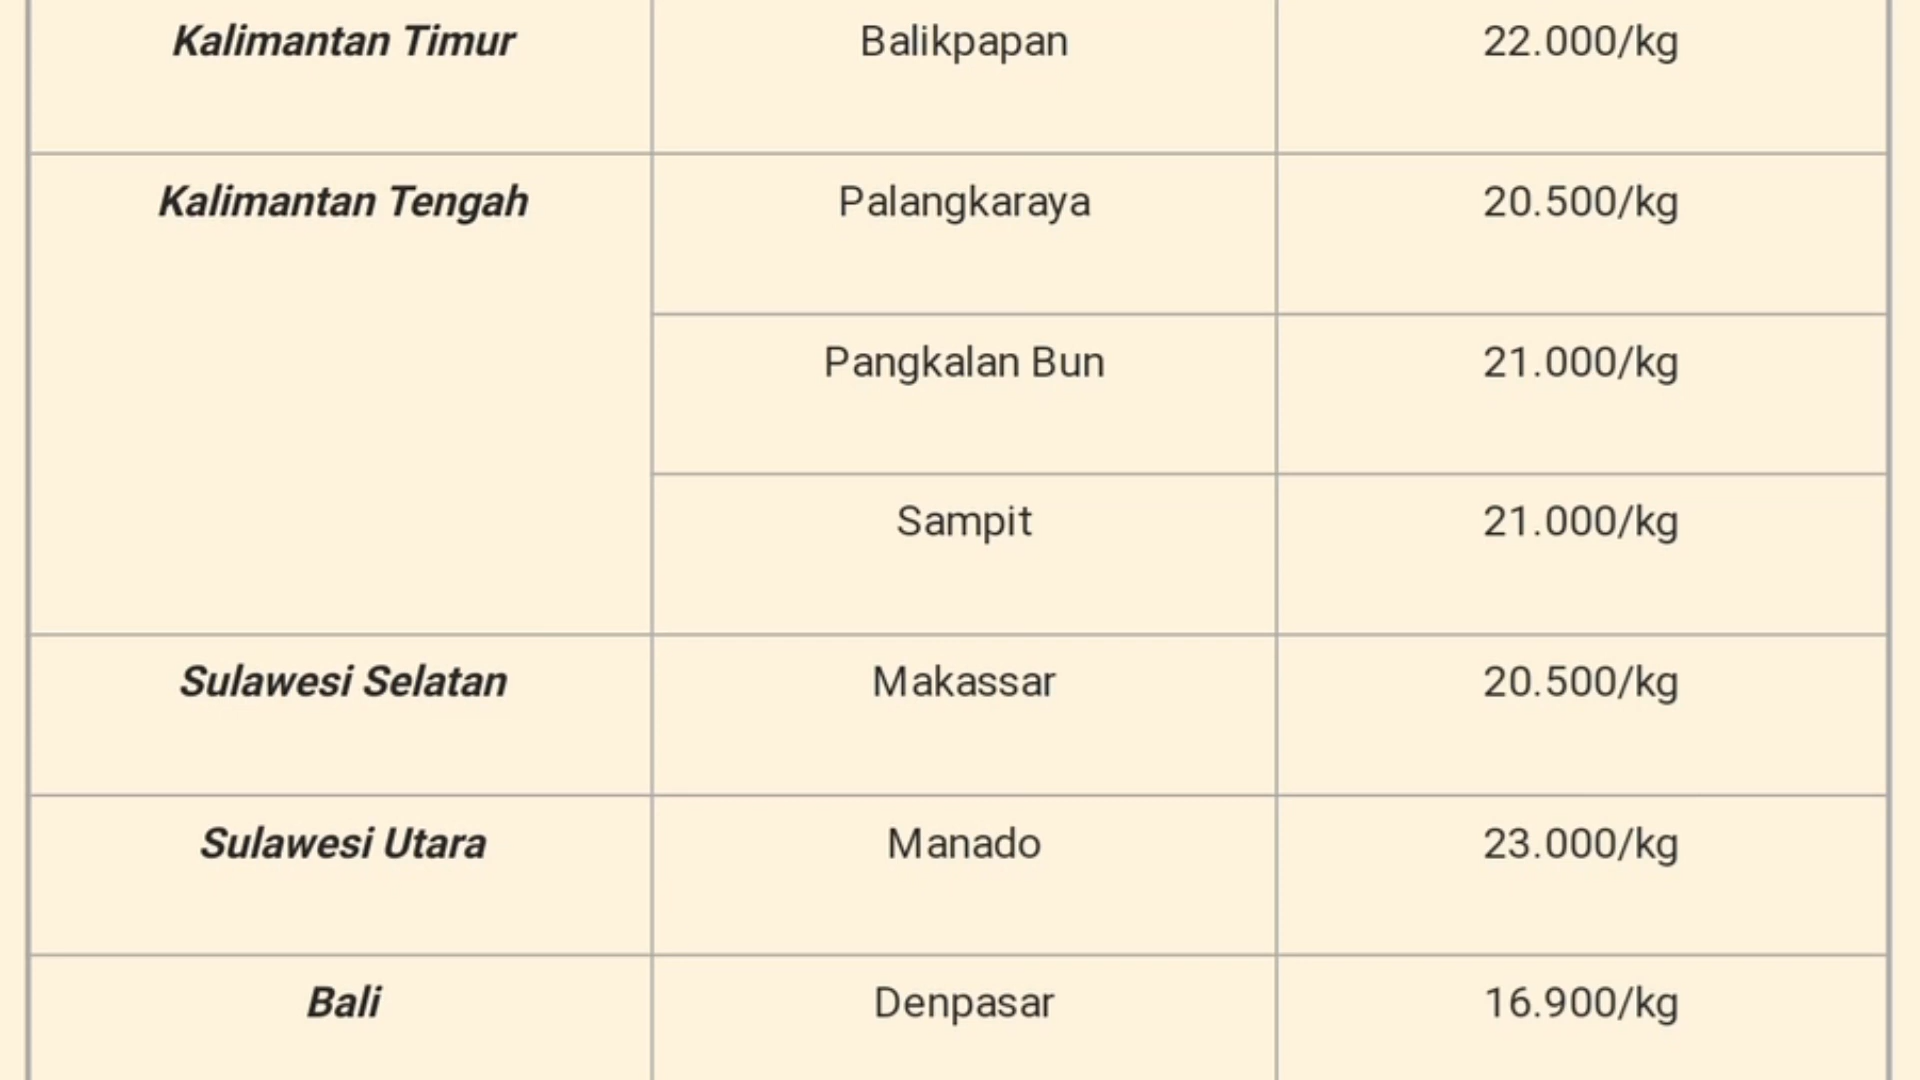 Kalimantan Timur Balikpapan 22.000/kg
Kalimantan Tengah Palangkaraya 20.500/kg
Pangkalan Bun 21.000/kg
Sampit 21.000/kg
Sulawesi Selatan Makassar 20.500/kg
Sulawesi Utara Manado 23.000/kg
Bali Denpasar 16.900/kg